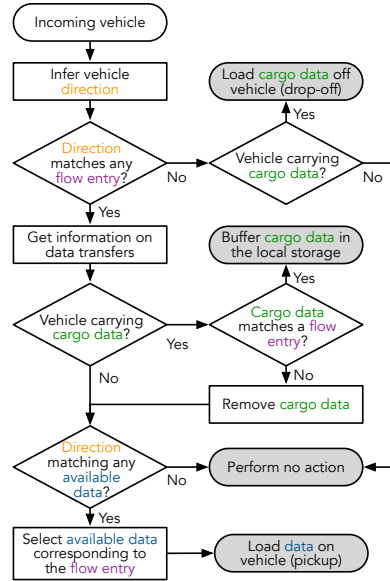 Incoming vehicle
Infer vehicle
direction
Load cargo data off
vehicle (drop-off)
Yes
Direction
matches any
flow entry?
No
Vehicle carrying
cargo data?
No
Yes
Get information on
data transfers
Buffer cargo data in
the local storage
Yes
Vehicle carrying
cargo data?
Yes
Cargo data
matches a flow
entry?
No
No
Remove cargo data
Direction
matching any
available
data?
No
Perform no action
Yes
Select available data
corresponding to
the flow entry
Load data on
vehicle (pickup)